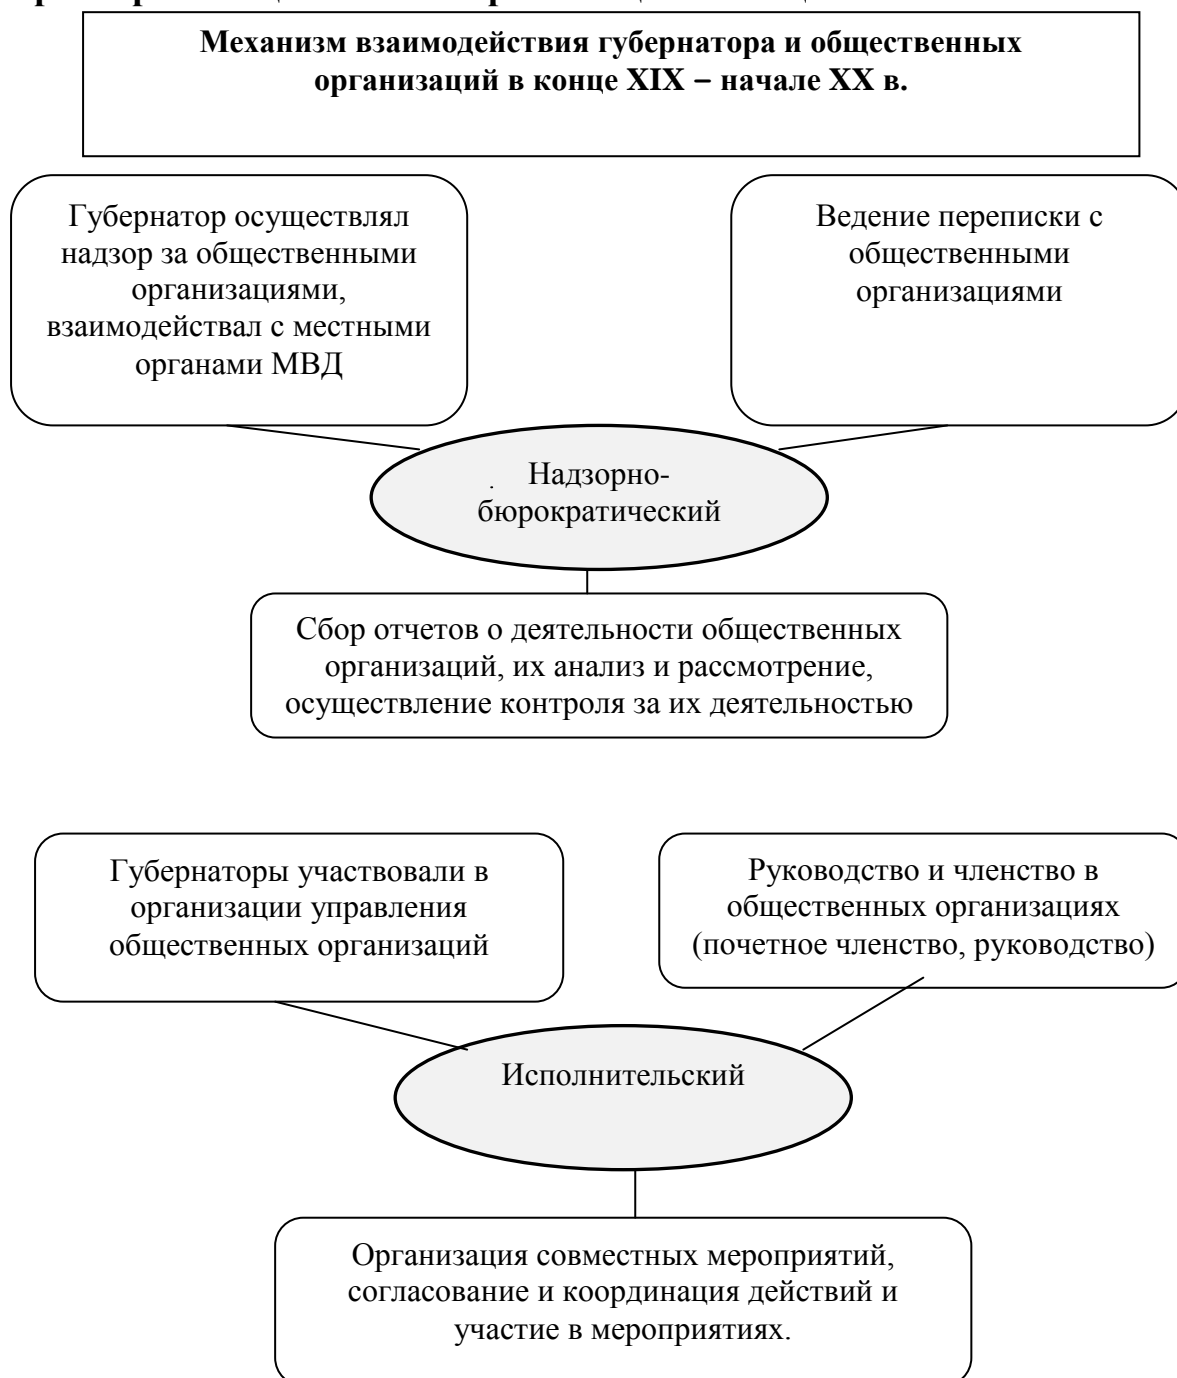 Механизм взаимодействия губернатора и общественных
организаций в конце XIX – начале XX в.
Губернатор осуществлял
надзор за общественными
организациями,
взаимодействал с местными
органами МВД
Ведение переписки с
общественными
организациями
Надзорно-
бюрократический
Сбор отчетов о деятельности общественных
организаций, их анализ и рассмотрение,
осуществление контроля за их деятельностью
Губернаторы участвовали в
организации управления
общественных организаций
Руководство и членство в
общественных организациях
(почетное членство, руководство)
Исполнительский
Организация совместных мероприятий,
согласование и координация действий и
участие в мероприятиях.